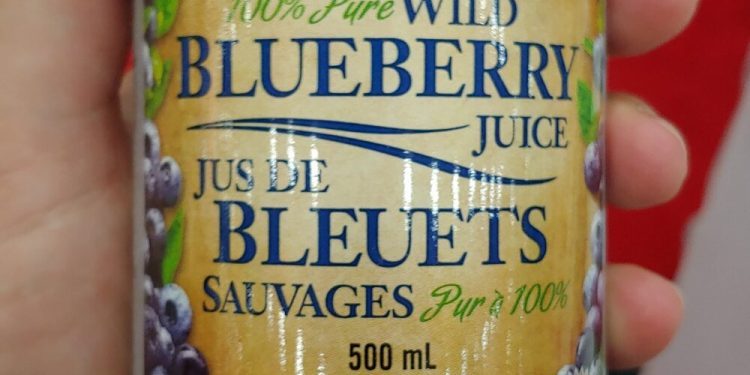 100% Pure WILD
BLUEBERRY
JUICE
JUS DE
BLEUETS
SAUVAGES Pur à 100%
500 mL